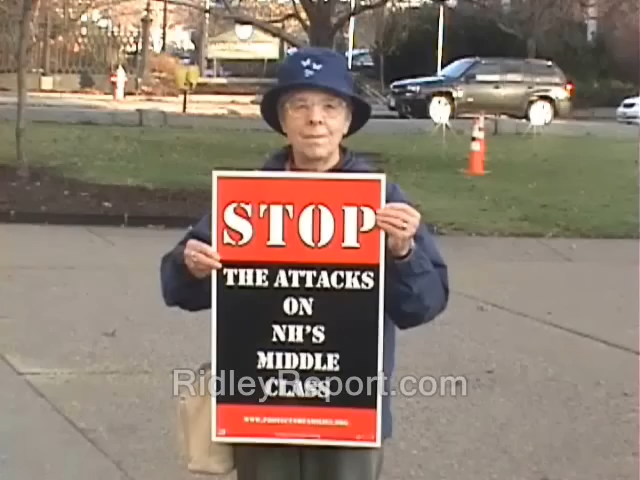 STOP
THE ATTACKS
ON
NH'S
MIDDLE
CLASS
RidleyReport.com